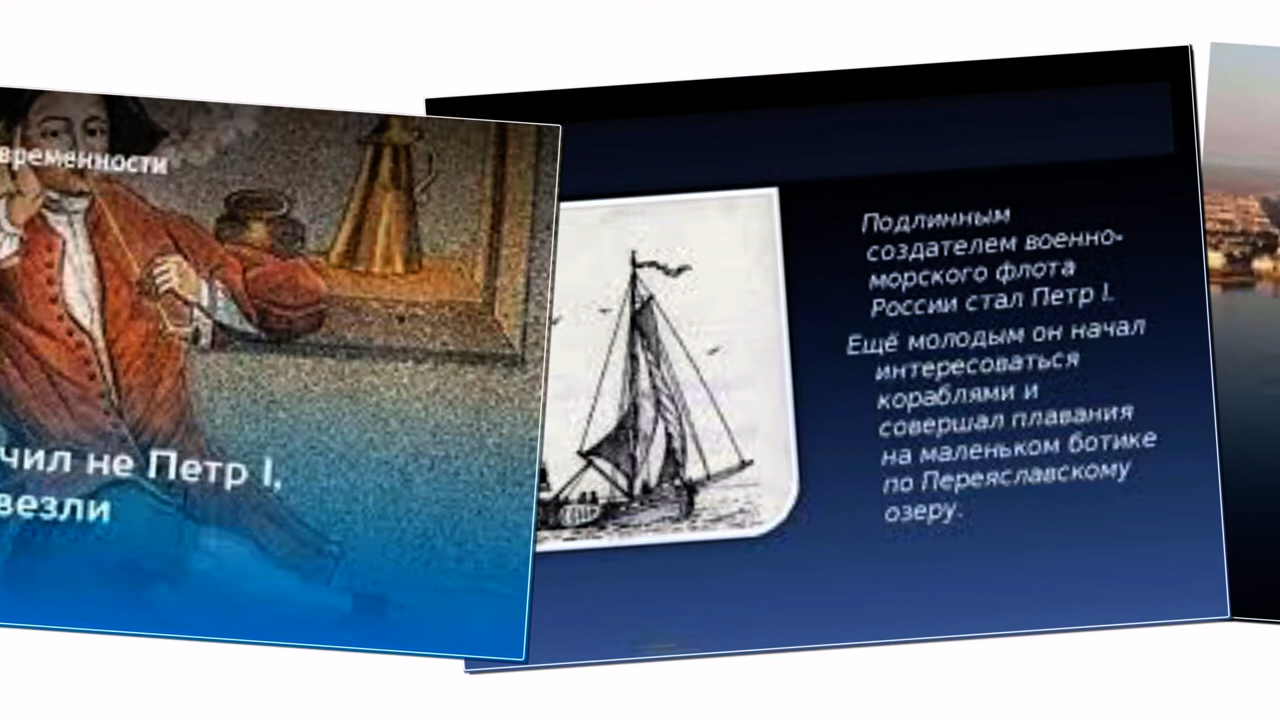 временности
чил не Петр I,
везли
Подлинным
создателем военно-
морского флота
России стал Петр I.
Ещё молодым он начал
интересоваться
кораблями и
совершал плавания
на маленьком ботике
по Переяславскому
озеру.